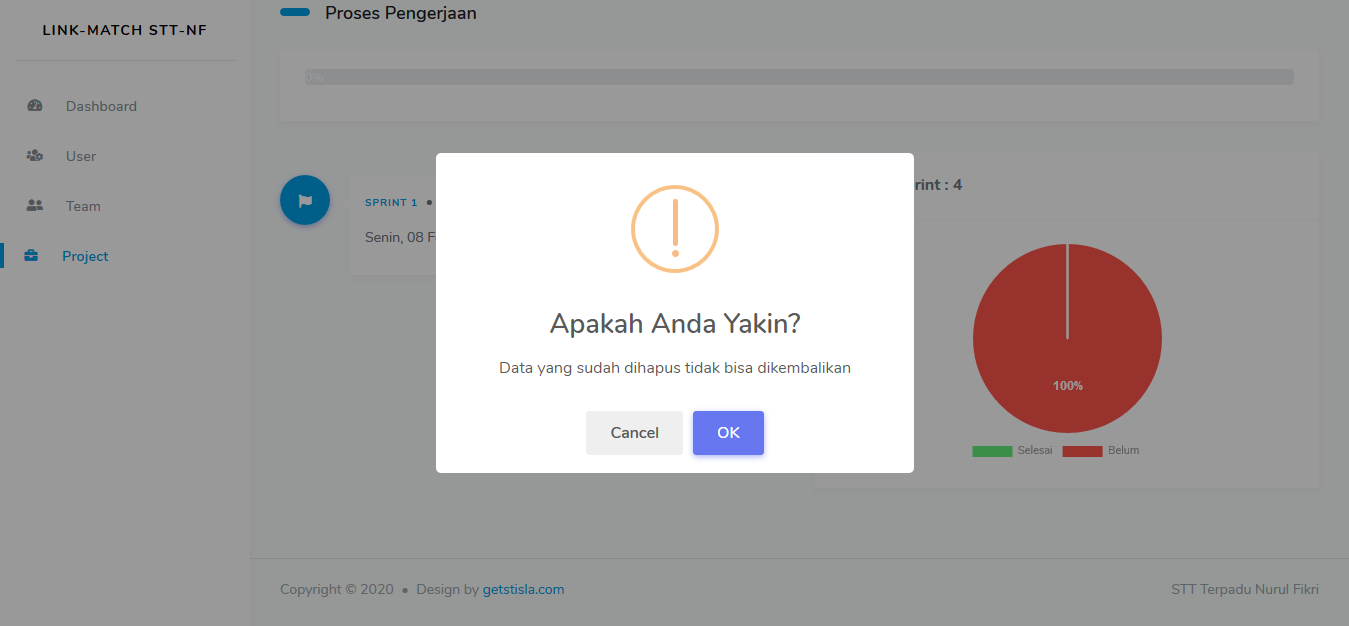 LINK-MATCH STT-NF
Dashboard
User
Team
Project
Proses Pengerjaan
0%
SPRINT 1 •
Senin, 08 F
rint : 4
100%
Selesai Belum
Apakah Anda Yakin?
Data yang sudah dihapus tidak bisa dikembalikan
Cancel OK
Copyright © 2020 • Design by getstisla.com
STT Terpadu Nurul Fikri